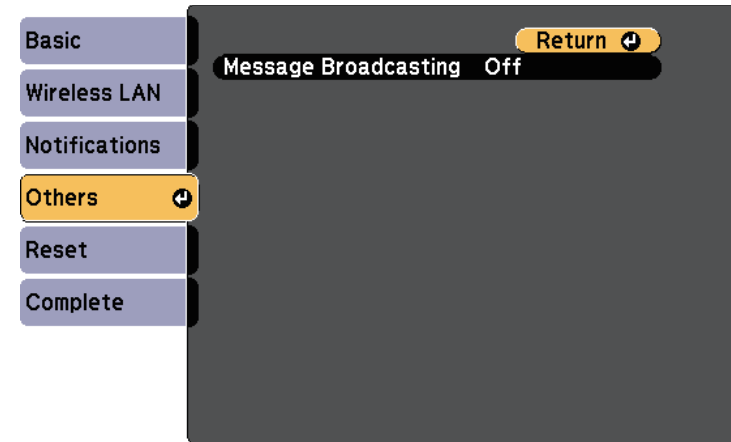 Basic
Wireless LAN
Notifications
Others
Reset
Complete
Return
Message Broadcasting Off